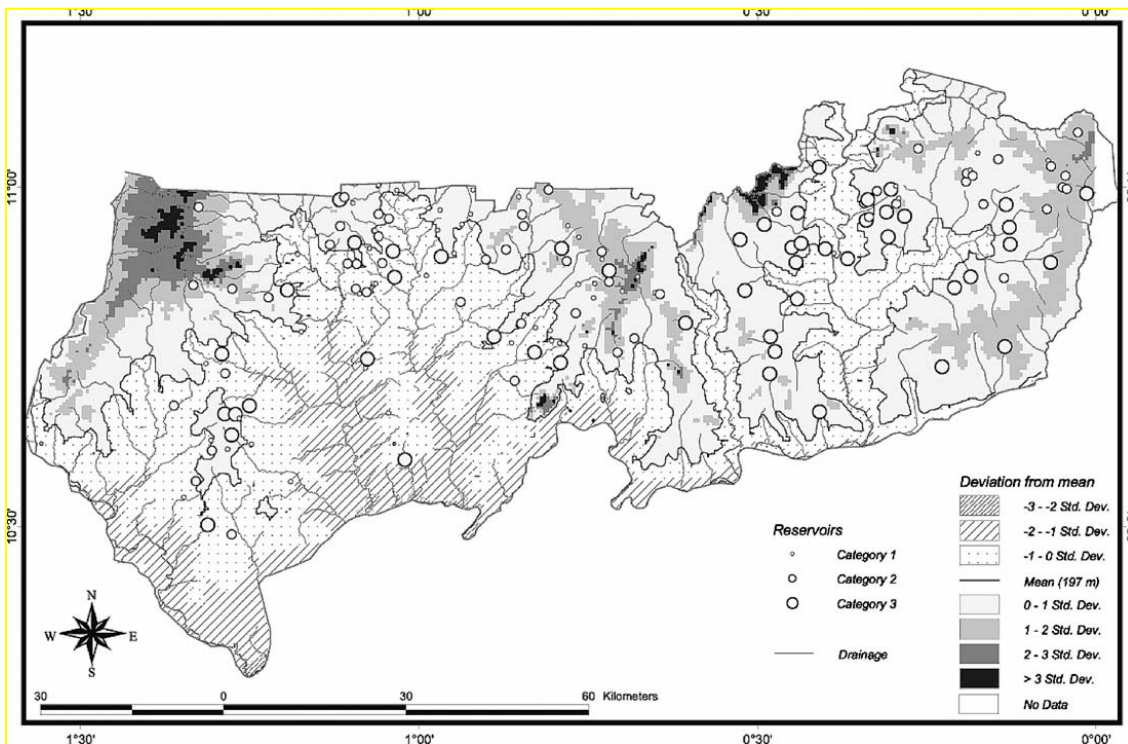 1°30' 1°00' 0°30' 0°00'
11°00'
10°30'
Reservoirs
Category 1
Category 2
Category 3
Drainage
Deviation from mean
-3 - -2 Std. Dev.
-2 - -1 Std. Dev.
-1 - 0 Std. Dev.
Mean (197 m)
0 - 1 Std. Dev.
1 - 2 Std. Dev.
2 - 3 Std. Dev.
> 3 Std. Dev.
No Data
N
W E
S
30 0 30 60 Kilometers
1°30' 1°00' 0°30' 0°00'